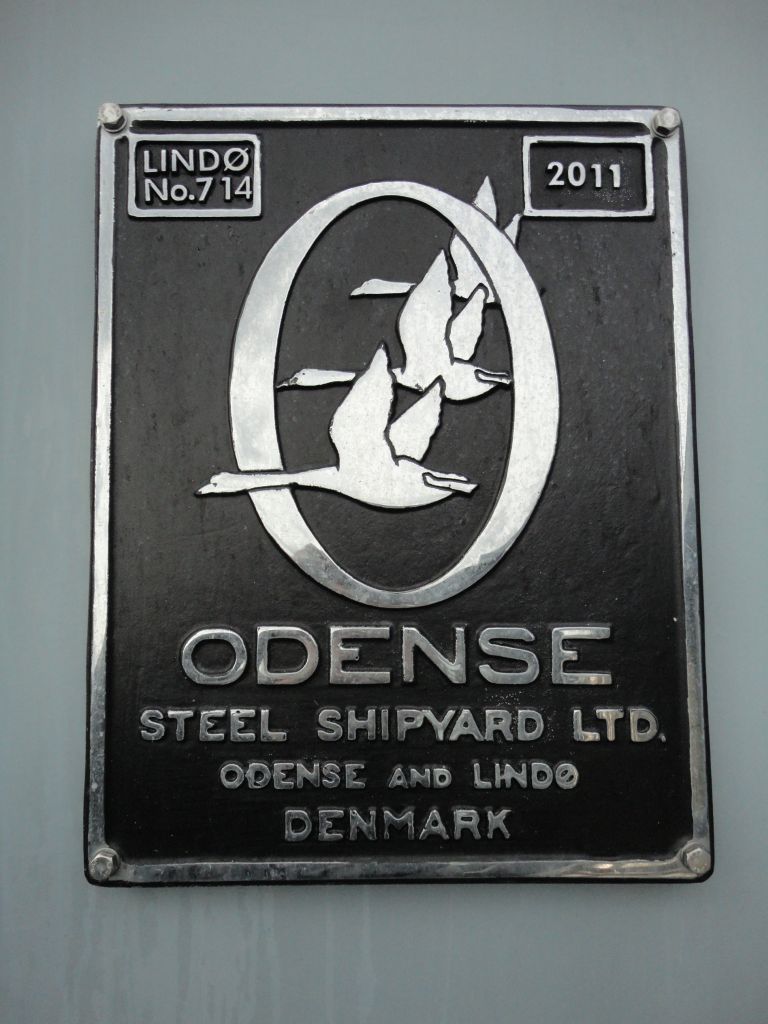 LINDØ
No.714
2011
ODENSE
STEEL SHIPYARD LTD.
ODENSE AND LINDØ
DENMARK